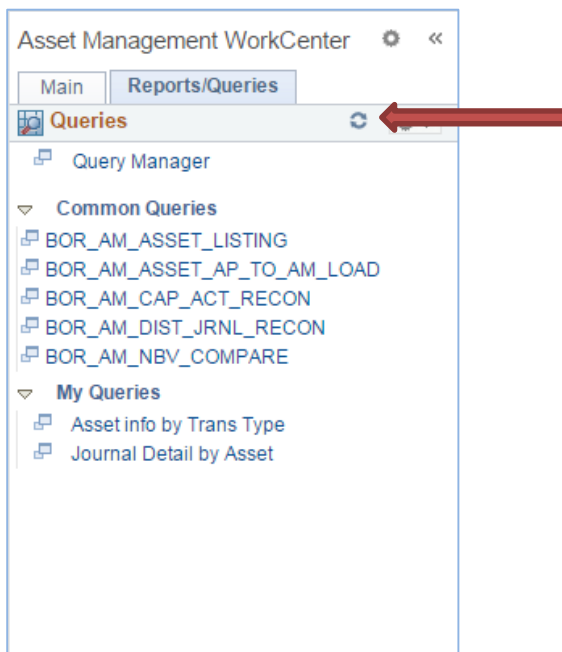 Asset Management WorkCenter
Main
Reports/Queries
Queries
Query Manager
Common Queries
BOR_AM_ASSET_LISTING
BOR_AM_ASSET_AP_TO_AM_LOAD
BOR_AM_CAP_ACT_RECON
BOR_AM_DIST_JRNL_RECON
BOR_AM_NBV_COMPARE
My Queries
Asset info by Trans Type
Journal Detail by Asset